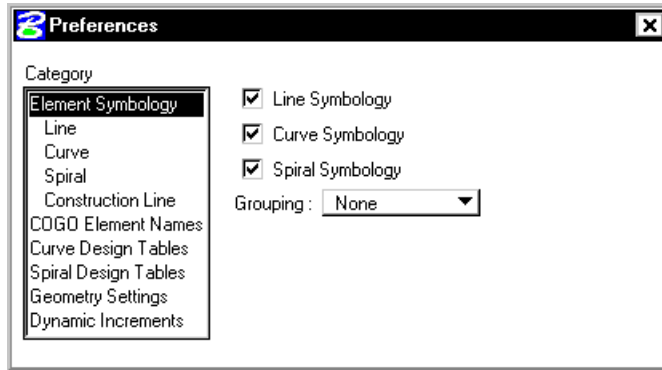 Preferences
Category
Element Symbology
Line
Curve
Spiral
Construction Line
COGO Element Names
Curve Design Tables
Spiral Design Tables
Geometry Settings
Dynamic Increments
Line Symbology
Curve Symbology
Spiral Symbology
Grouping : None